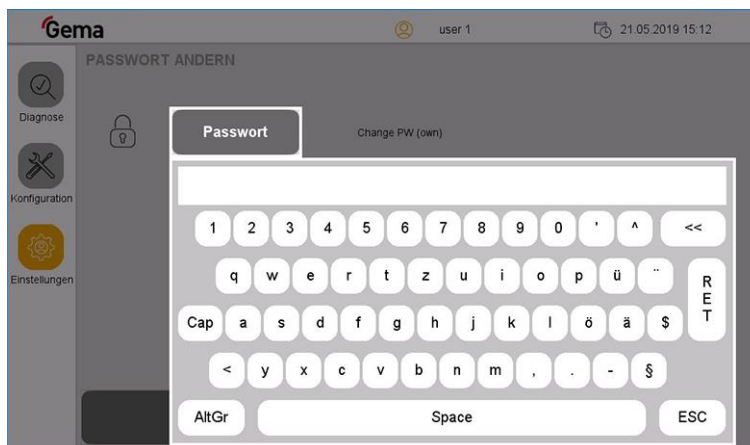 Gema
user 1
21.05.2019 15:12
PASSWORT ANDERN
Diagnose
Konfiguration
Einstellungen
Passwort
Change PW (own)
1 2 3 4 5 6 7 8 9 0 ' ^ <<
q w e r t z u i o p ü ¨ RET
Cap a s d f g h j k l ö ä $
< y x c v b n m , . - §
AltGr Space ESC